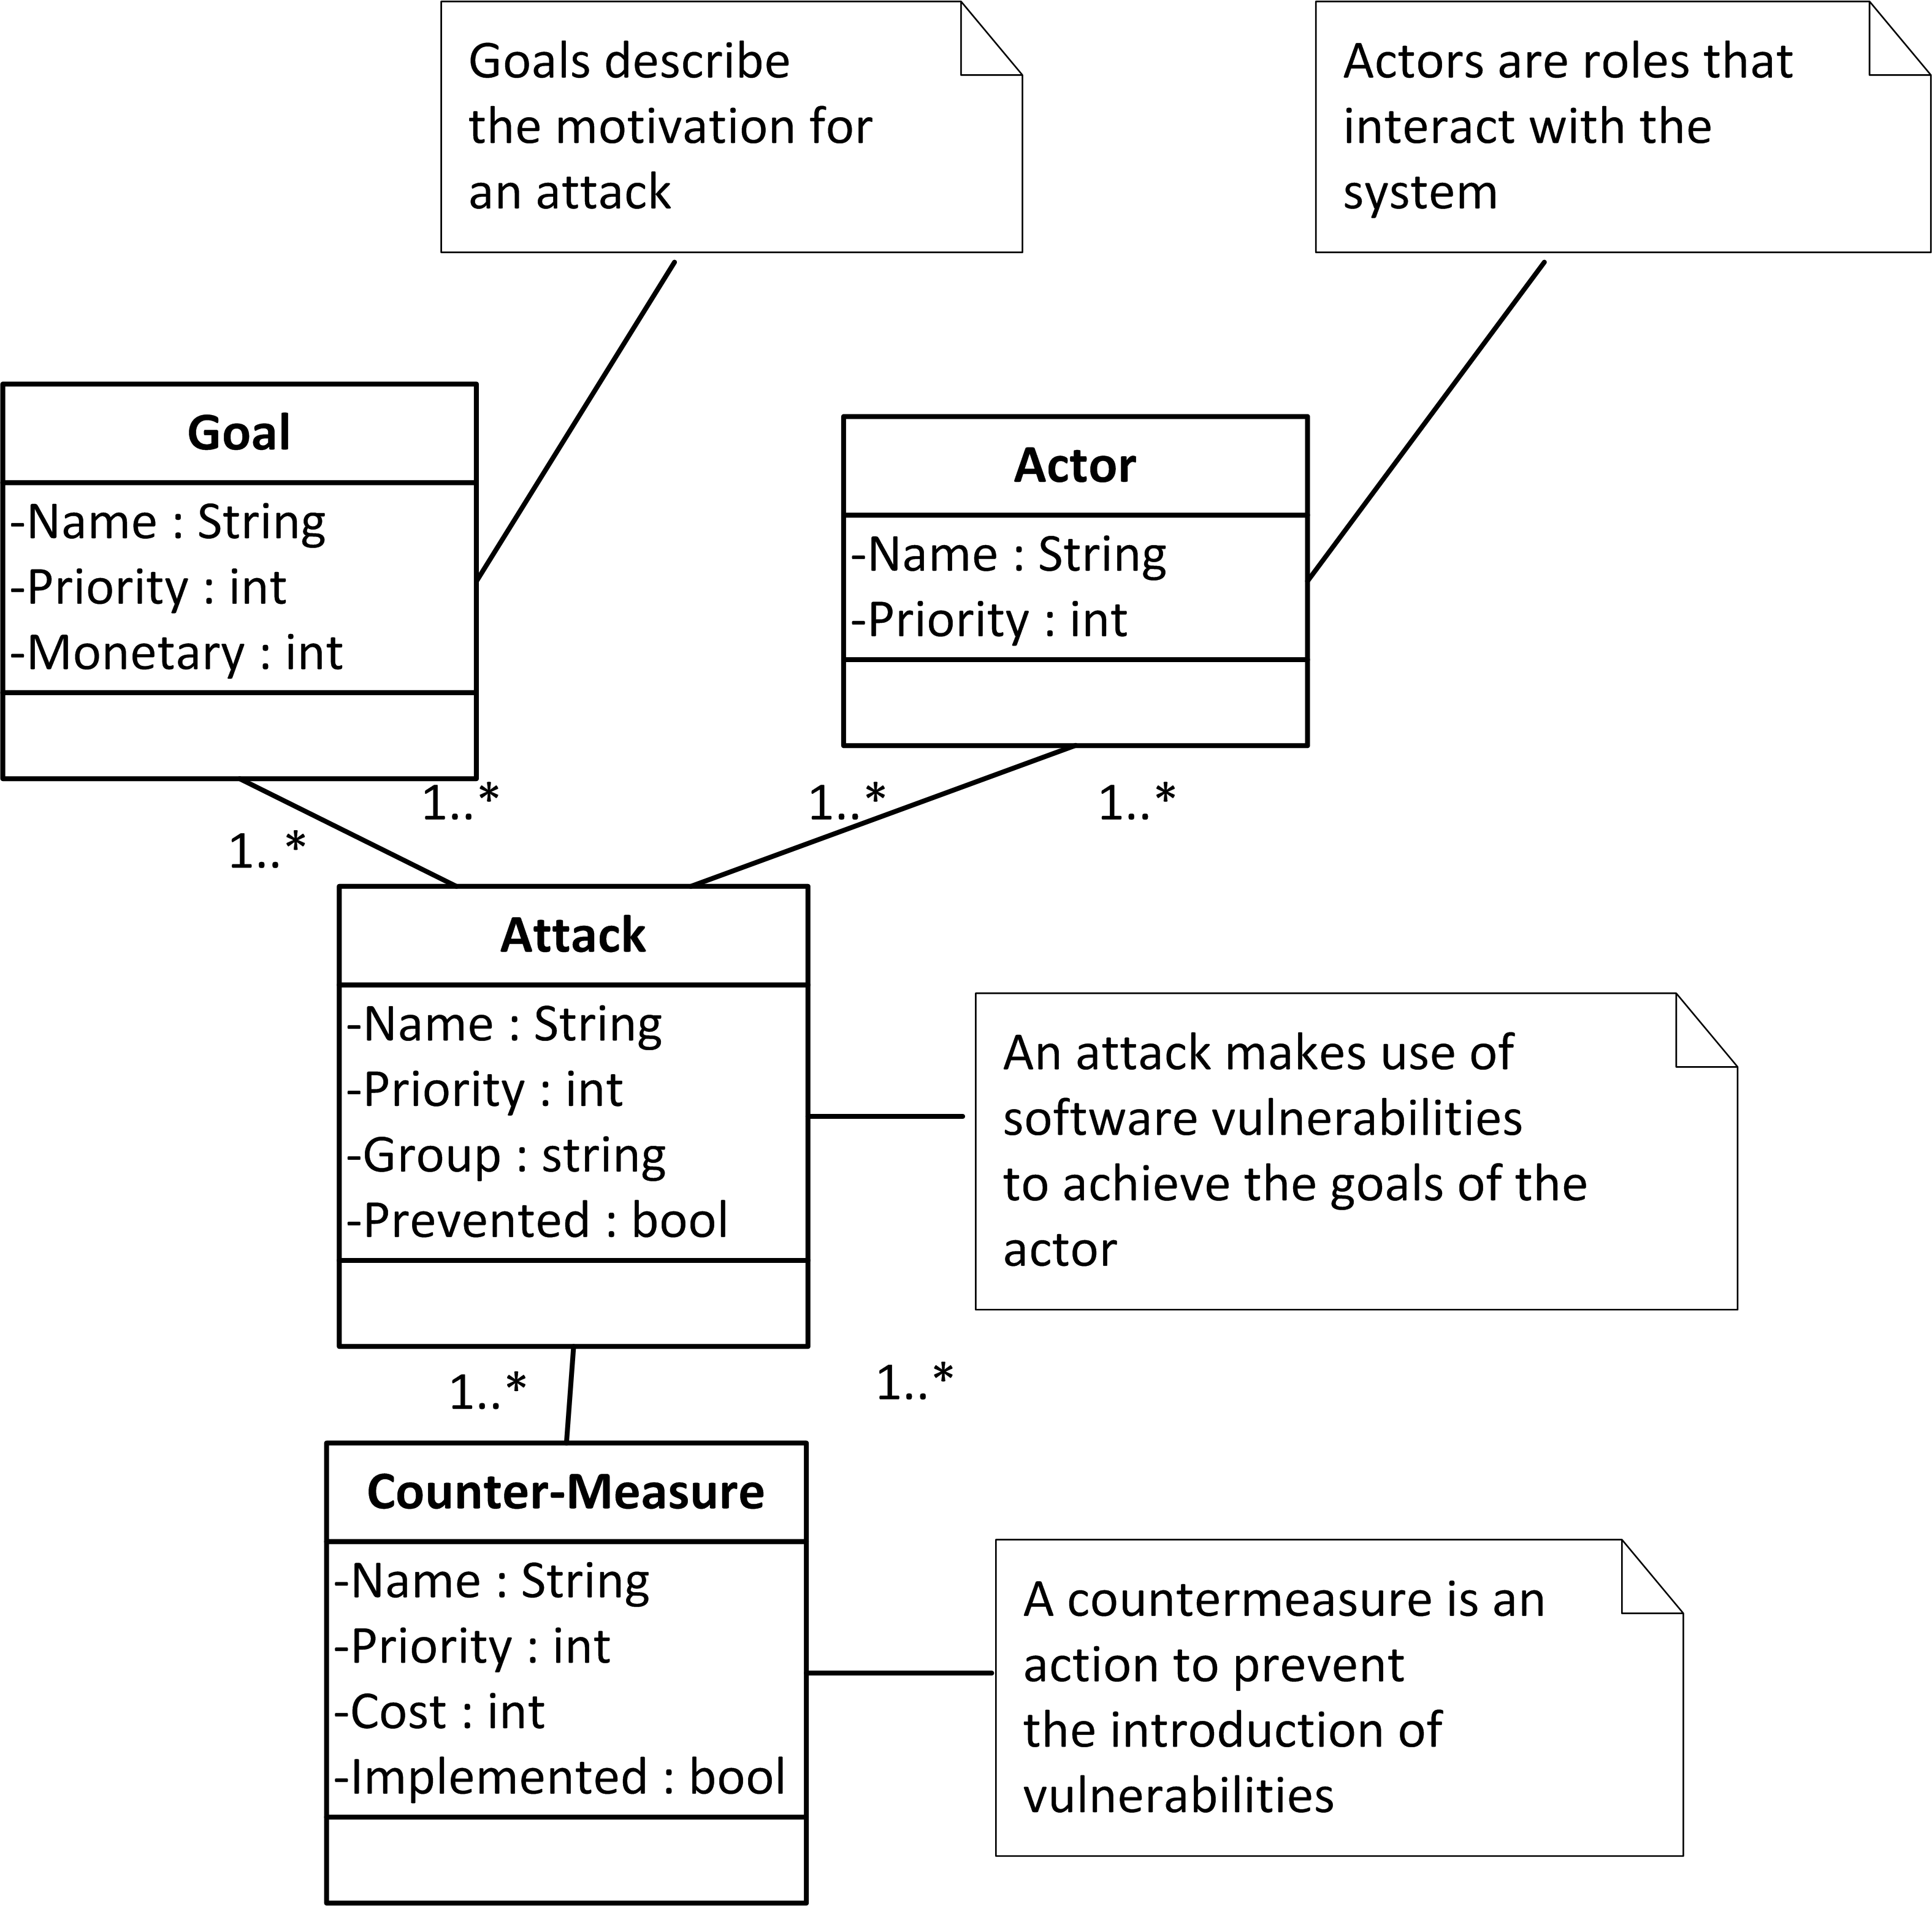 Goals describe
the motivation for
an attack
Actors are roles that
interact with the
system
Goal
-Name : String
-Priority : int
-Monetary : int
Actor
-Name : String
-Priority : int
1..*
1..*
1..*
1..*
Attack
-Name : String
-Priority : int
-Group : string
-Prevented : bool
An attack makes use of
software vulnerabilities
to achieve the goals of the
actor
1..*
1..*
Counter-Measure
-Name : String
-Priority : int
-Cost : int
-Implemented : bool
A countermeasure is an
action to prevent
the introduction of
vulnerabilities